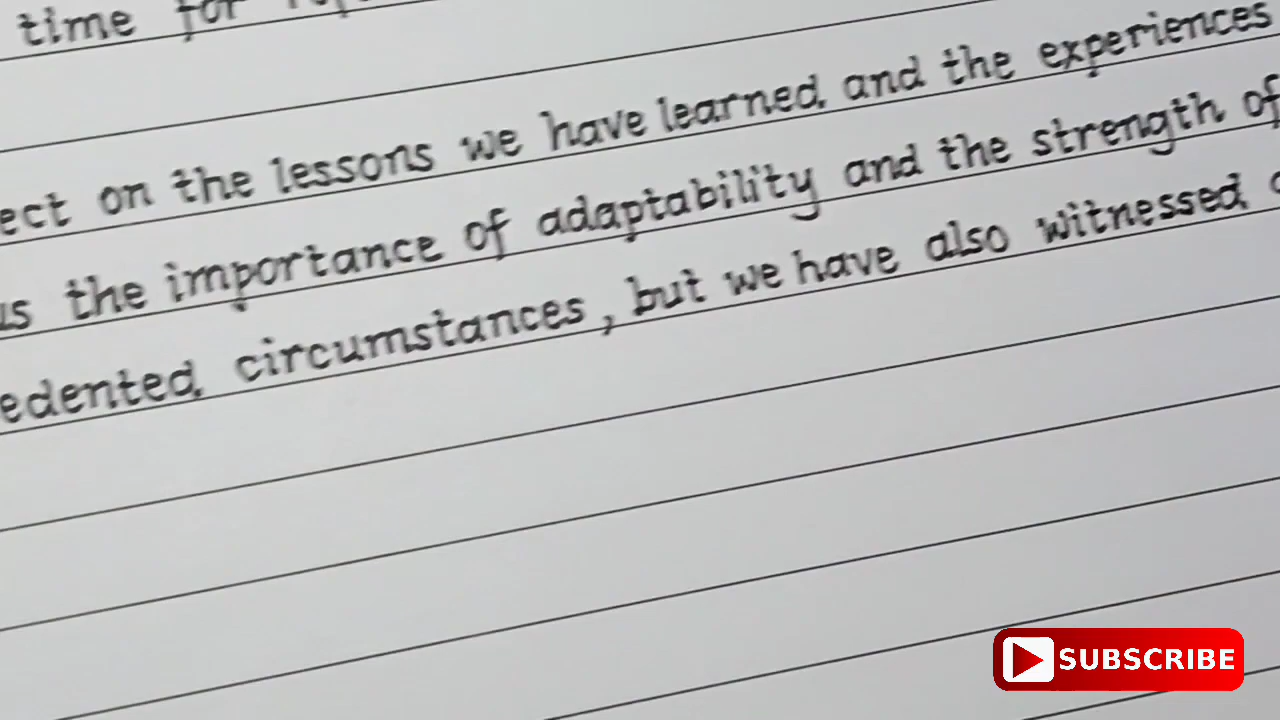 time for
ect on the lessons we have learned and the experiences
us the importance of adaptability and the strength of
edented circumstances, but we have also witnessed
SUBSCRIBE